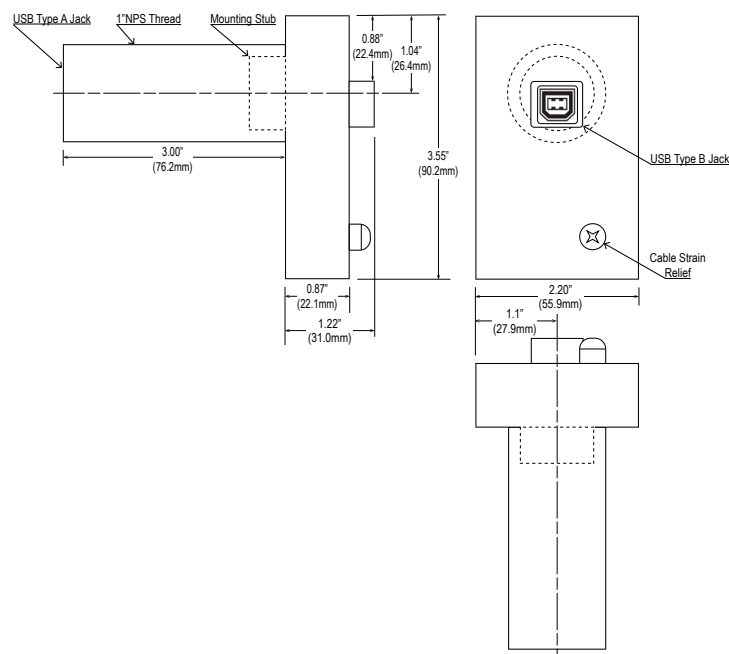 USB Type A Jack
1”NPS Thread
Mounting Stub
0.88”
(22.4mm)
1.04”
(26.4mm)
3.00”
(76.2mm)
3.55”
(90.2mm)
USB Type B Jack
Cable Strain
Relief
0.87”
(22.1mm)
1.22”
(31.0mm)
2.20”
(55.9mm)
1.1”
(27.9mm)